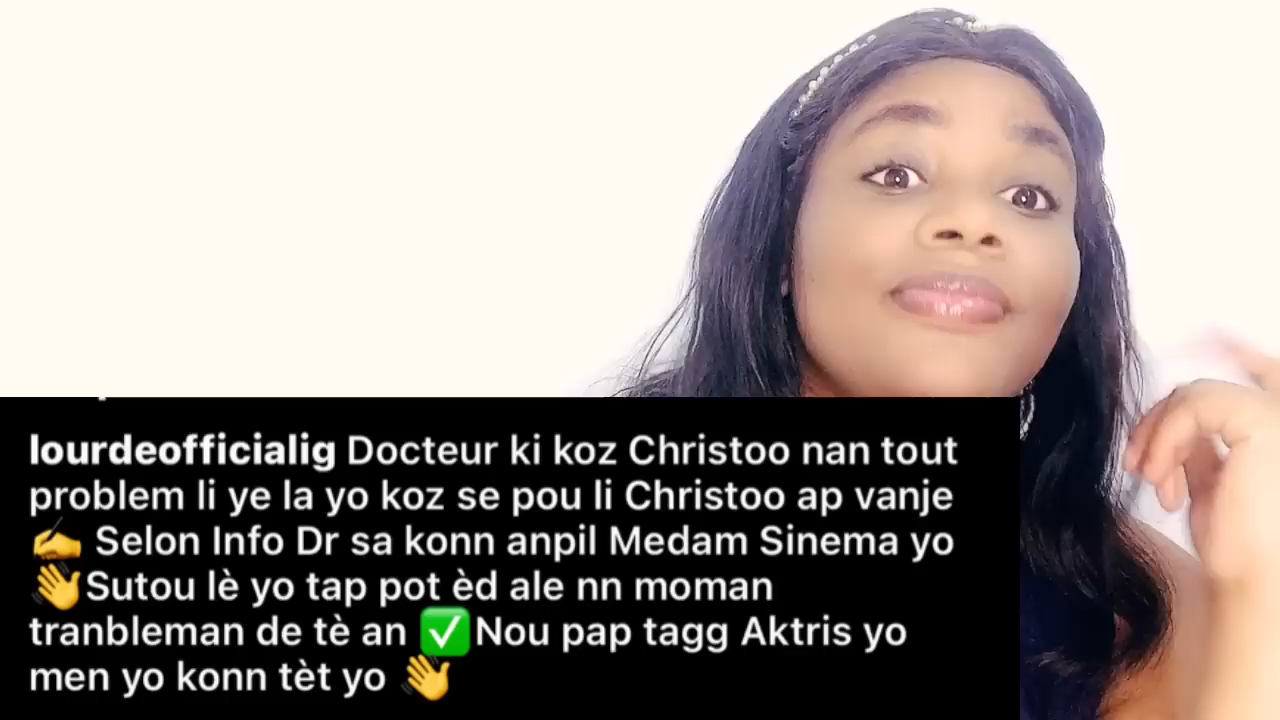 lourdeofficialig Docteur ki koz Christoo nan tout
problem li ye la yo koz se pou li Christoo ap vanje
✍️ Selon Info Dr sa konn anpil Medam Sinema yo
👋Sutou lè yo tap pot èd ale nn moman
tranbleman de tè an ✅Nou pap tagg Aktris yo
men yo konn tèt yo 👋